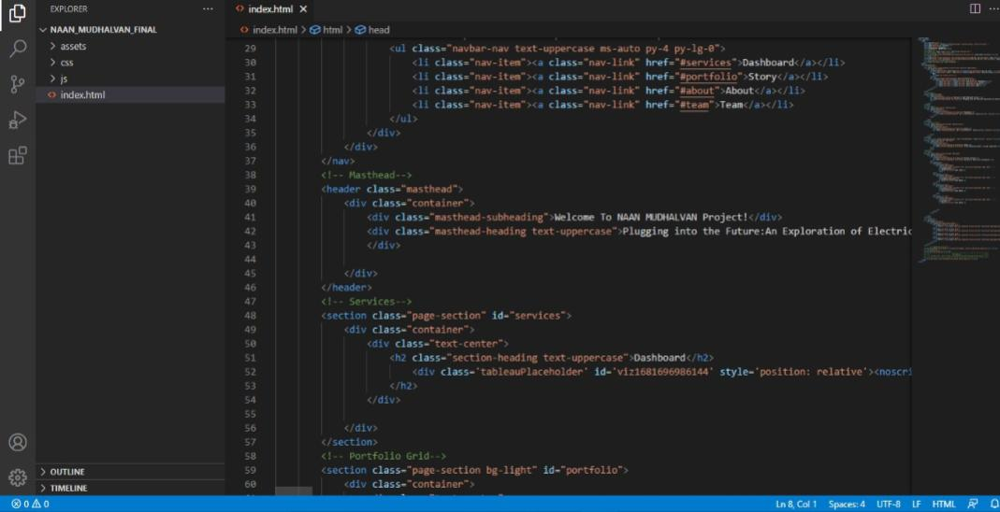 EXPLORER
NAAN_MUDHALVAN_FINAL
assets
css
js
index.html
OUTLINE
TIMELINE
index.html
index.html > html > head
29 <ul class="navbar-nav text-uppercase ms-auto py-4 py-lg-0">
30 <li class="nav-item"><a class="nav-link" href="#services">Dashboard</a></li>
31 <li class="nav-item"><a class="nav-link" href="#portfolio">Story</a></li>
32 <li class="nav-item"><a class="nav-link" href="#about">About</a></li>
33 <li class="nav-item"><a class="nav-link" href="#team">Team</a></li>
34 </ul>
35 </div>
36 </div>
37 </nav>
38 <!-- Masthead-->
39 <header class="masthead">
40 <div class="container">
41 <div class="masthead-subheading">Welcome To NAAN MUDHALVAN Project!</div>
42 <div class="masthead-heading text-uppercase">Plugging into the Future:An Exploration of Electric
43 </div>
44
45 </div>
46 </header>
47 <!-- Services-->
48 <section class="page-section" id="services">
49 <div class="container">
50 <div class="text-center">
51 <h2 class="section-heading text-uppercase">Dashboard</h2>
52 <div class='tableauPlaceholder' id='viz1681696986144' style='position: relative'><noscri
53 </h2>
54 </div>
55
56 </div>
57 </section>
58 <!-- Portfolio Grid-->
59 <section class="page-section bg-light" id="portfolio">
60 <div class="container">
0 0
Ln 8, Col 1 Spaces: 4 UTF-8 LF HTML